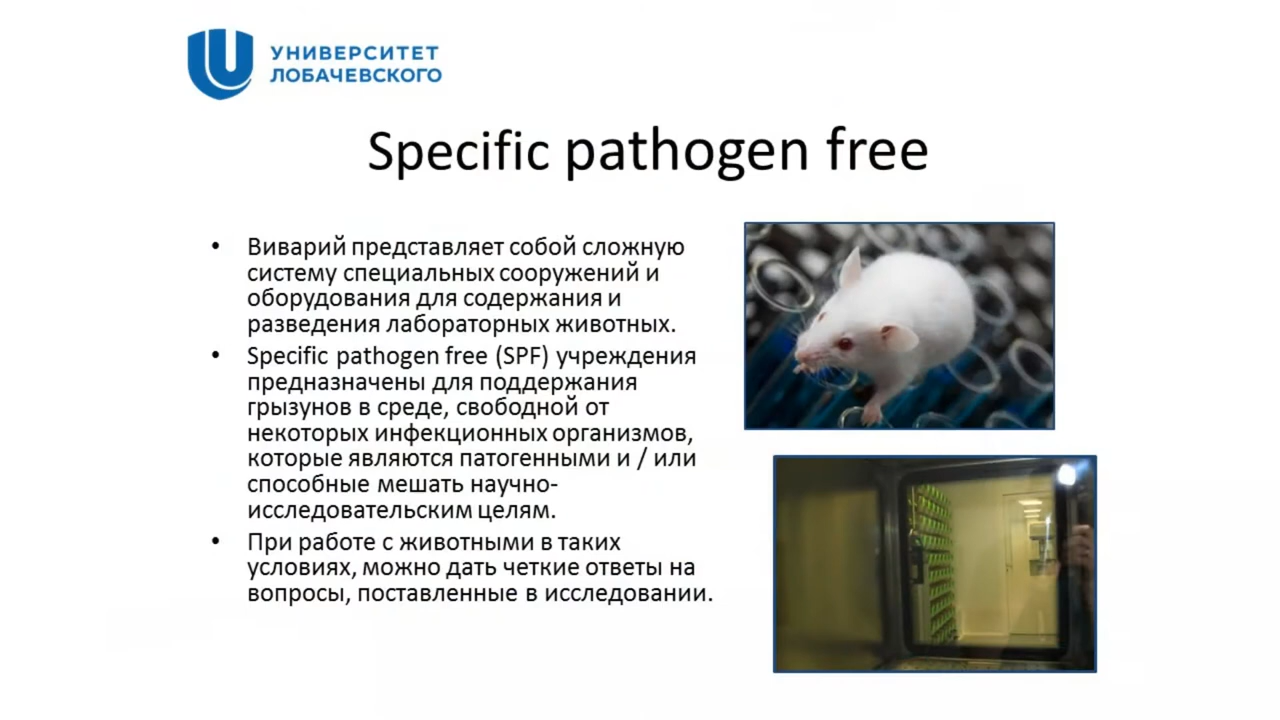 УНИВЕРСИТЕТ
ЛОБАЧЕВСКОГО
Specific pathogen free
• Виварий представляет собой сложную
систему специальных сооружений и
оборудования для содержания и
разведения лабораторных животных.
• Specific pathogen free (SPF) учреждения
предназначены для поддержания
грызунов в среде, свободной от
некоторых инфекционных организмов,
которые являются патогенными и / или
способные мешать научно-
исследовательским целям.
• При работе с животными в таких
условиях, можно дать четкие ответы на
вопросы, поставленные в исследовании.